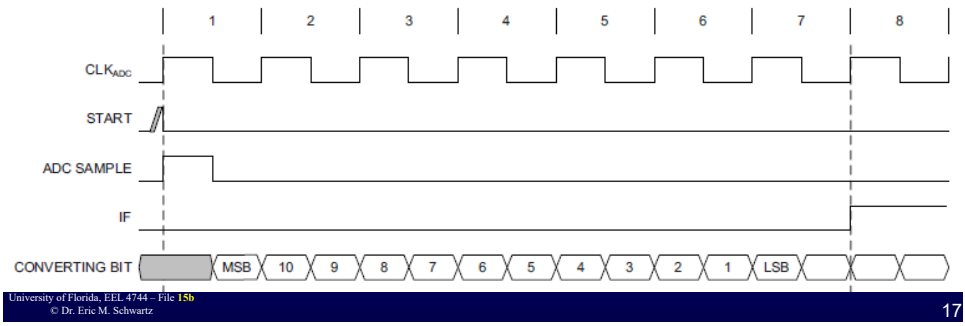 1 2 3 4 5 6 7 8
CLKADC
START
ADC SAMPLE
IF
CONVERTING BIT MSB 10 9 8 7 6 5 4 3 2 1 LSB
University of Florida, EEL 4744 – File 15b
© Dr. Eric M. Schwartz
17